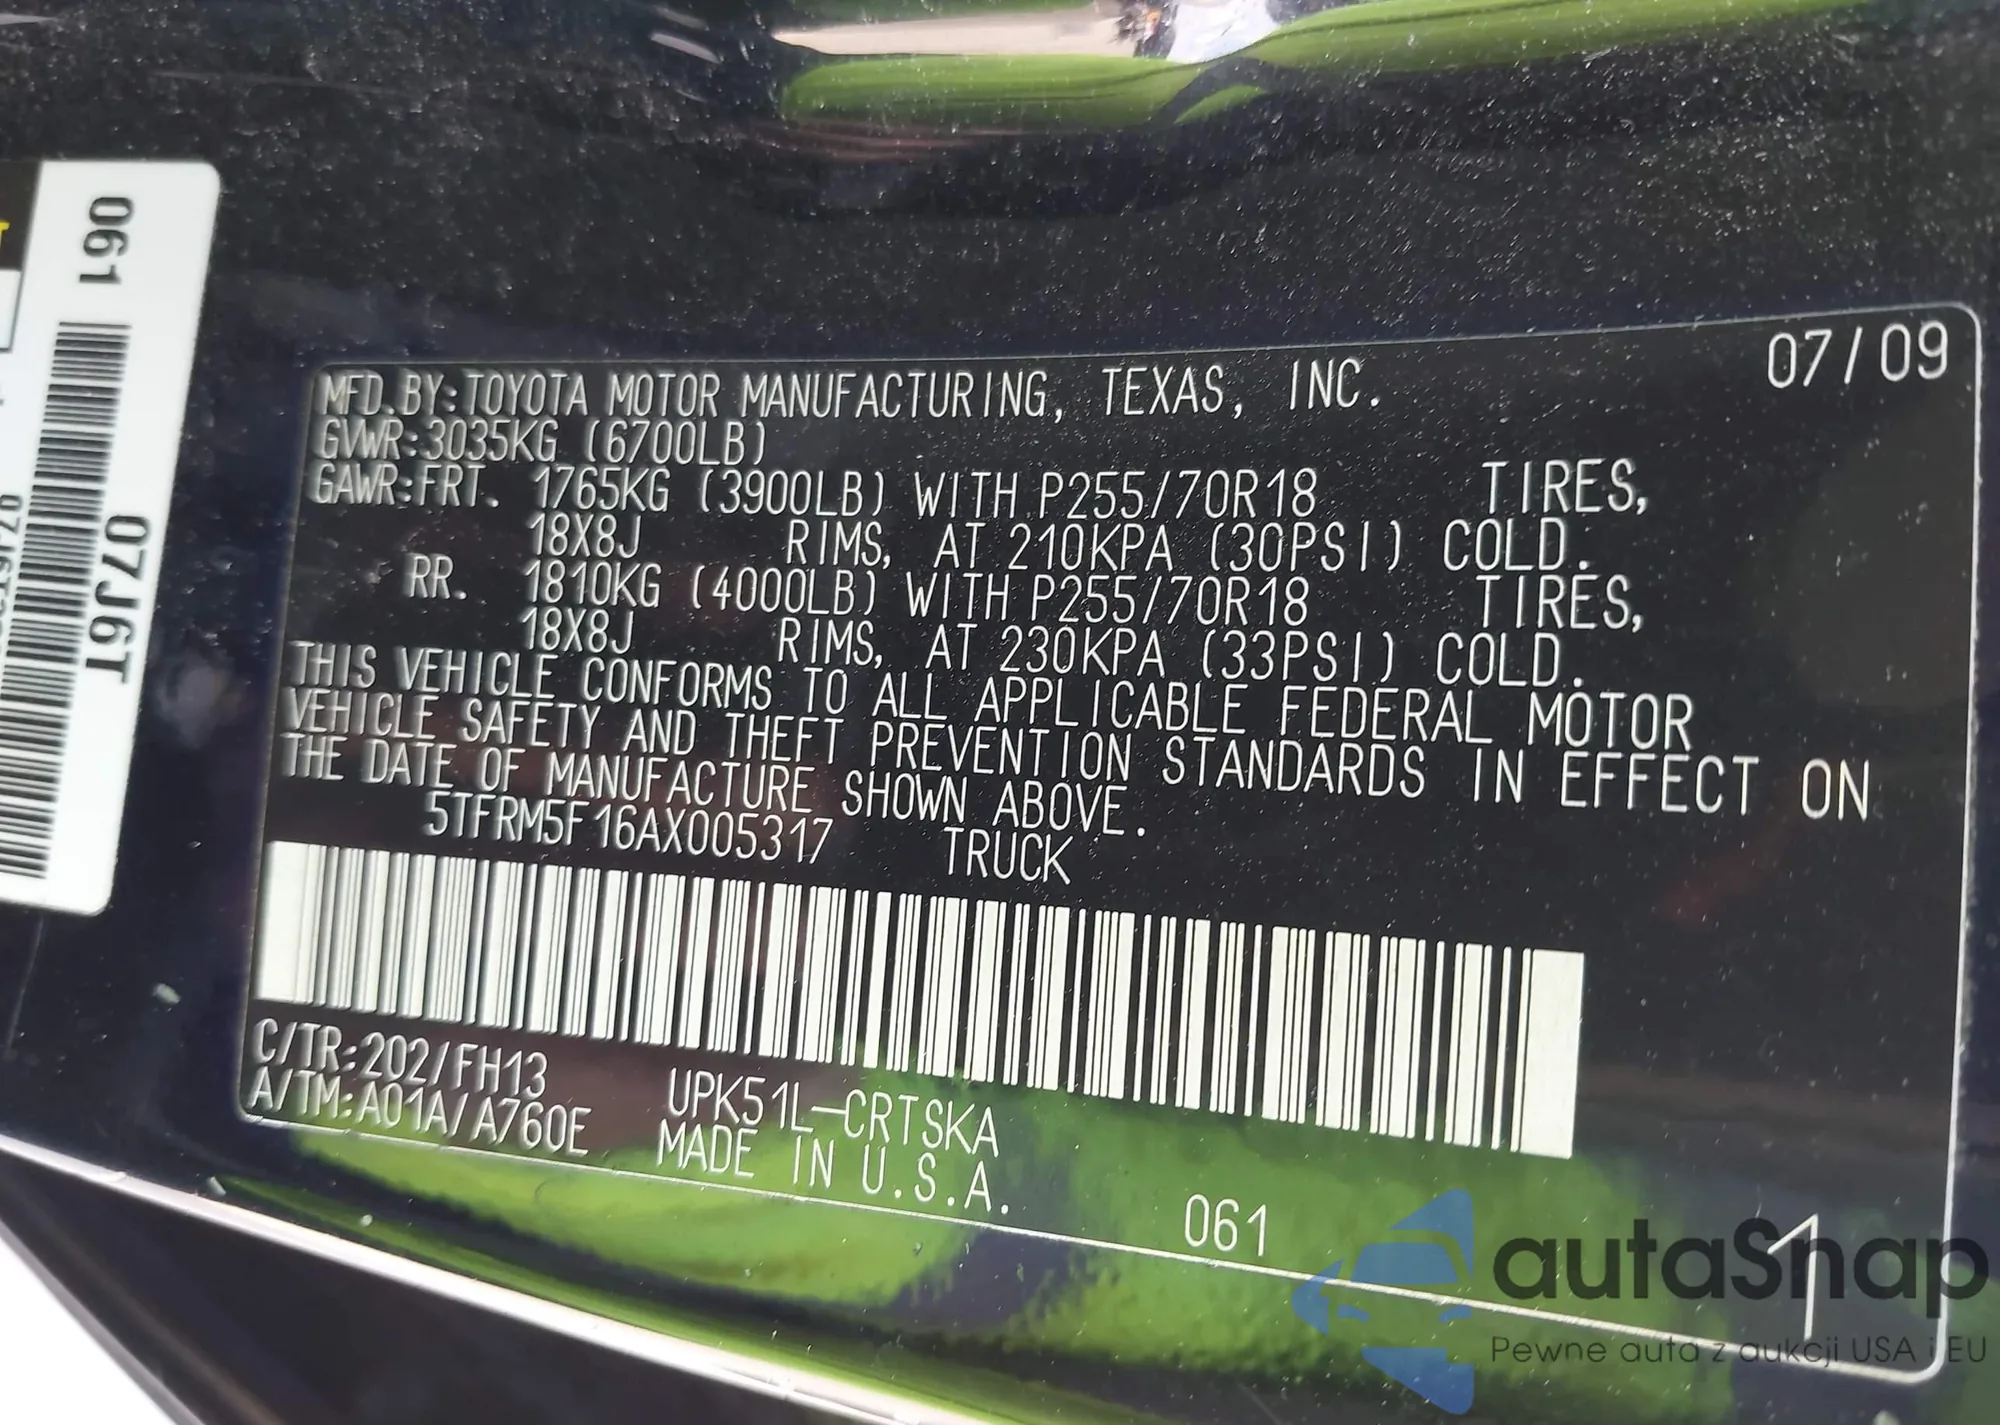 061
07J6T
07/09
MFD.BY:TOYOTA MOTOR MANUFACTURING, TEXAS, INC.
GVWR:3035KG (6700LB)
GAWR:FRT. 1765KG (3900LB) WITH P255/70R18 TIRES,
18X8J RIMS, AT 210KPA (30PSI) COLD.
RR. 1810KG (4000LB) WITH P255/70R18 TIRES,
18X8J RIMS, AT 230KPA (33PSI) COLD.
THIS VEHICLE CONFORMS TO ALL APPLICABLE FEDERAL MOTOR
VEHICLE SAFETY AND THEFT PREVENTION STANDARDS IN EFFECT ON
THE DATE OF MANUFACTURE SHOWN ABOVE.
5TFRM5F16AX005317 TRUCK
C/TR:202/FH13 UPK51L-CRTSKA
A/TM:A01A/A760E MADE IN U.S.A.
061
1
autaSnap
Pewne auta z aukcji USA i EU